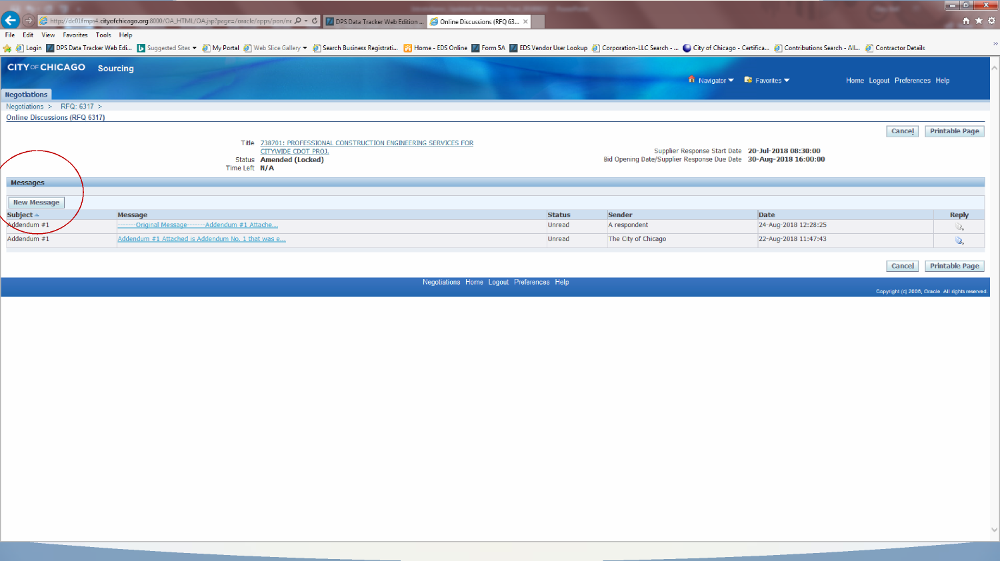 http://dc01fmps4.cityofchicago.org:8000/OA_HTML/OA.jsp?page=/oracle/apps/pon/ne
DPS Data Tracker Web Edition ...
Online Discussions (RFQ 63...
File Edit View Favorites Tools Help
Login DPS Data Tracker Web Edi... Suggested Sites My Portal Web Slice Gallery Search Business Registrati... Home - EDS Online Form 5A EDS Vendor User Lookup Corporation-LLC Search - ... City of Chicago - Certifica... Contributions Search - All... Contractor Details
CITY OF CHICAGO Sourcing
Navigator Favorites Home Logout Preferences Help
Negotiations
Negotiations > RFQ: 6317 >
Online Discussions (RFQ 6317)
Cancel Printable Page
Title 738701: PROFESSIONAL CONSTRUCTION ENGINEERING SERVICES FOR
CITYWIDE CDOT PROJ.
Status Amended (Locked)
Time Left N/A
Supplier Response Start Date 20-Jul-2018 08:30:00
Bid Opening Date/Supplier Response Due Date 30-Aug-2018 16:00:00
Messages
New Message
Subject Message Status Sender Date Reply
Addendum #1 -------Original Message-------Addendum #1 Attache... Unread A respondent 24-Aug-2018 12:28:25
Addendum #1 Addendum #1 Attached is Addendum No. 1 that was e... Unread The City of Chicago 22-Aug-2018 11:47:43
Cancel Printable Page
Negotiations Home Logout Preferences Help
Copyright (c) 2006, Oracle. All rights reserved.